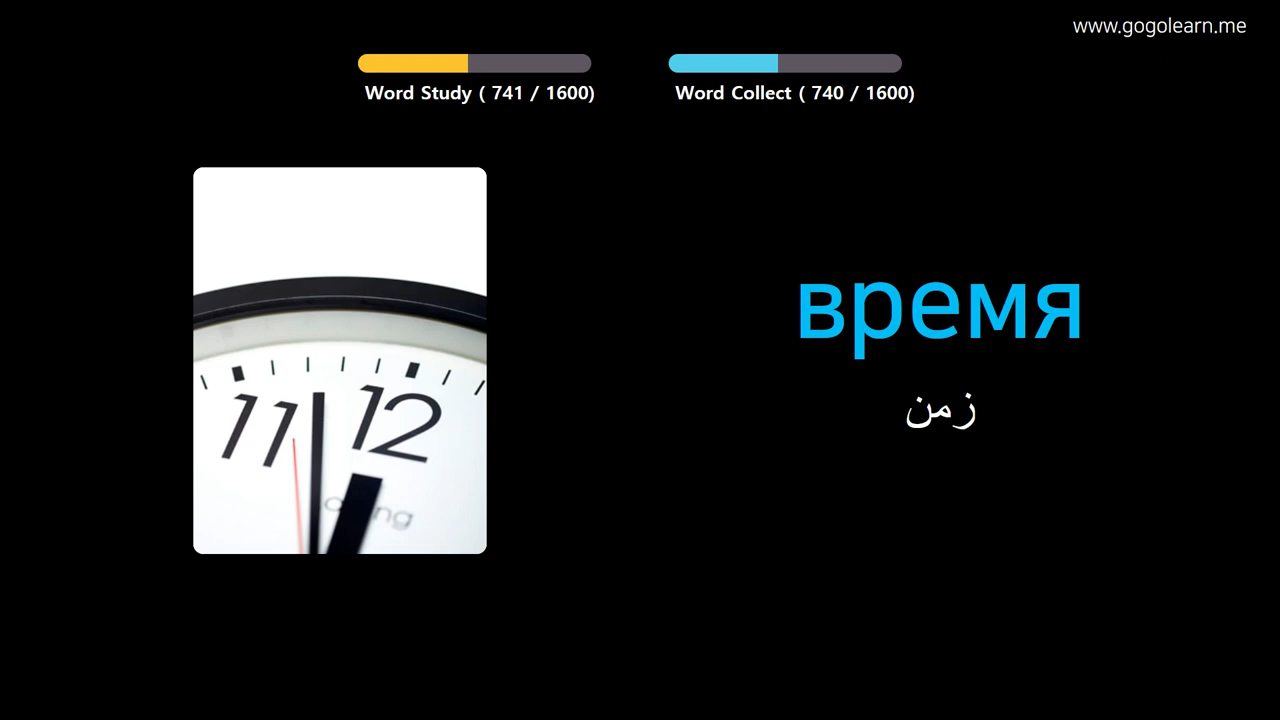 www.gogolearn.me
Word Study ( 741 / 1600)
Word Collect ( 740 / 1600)
11
12
время
زمن